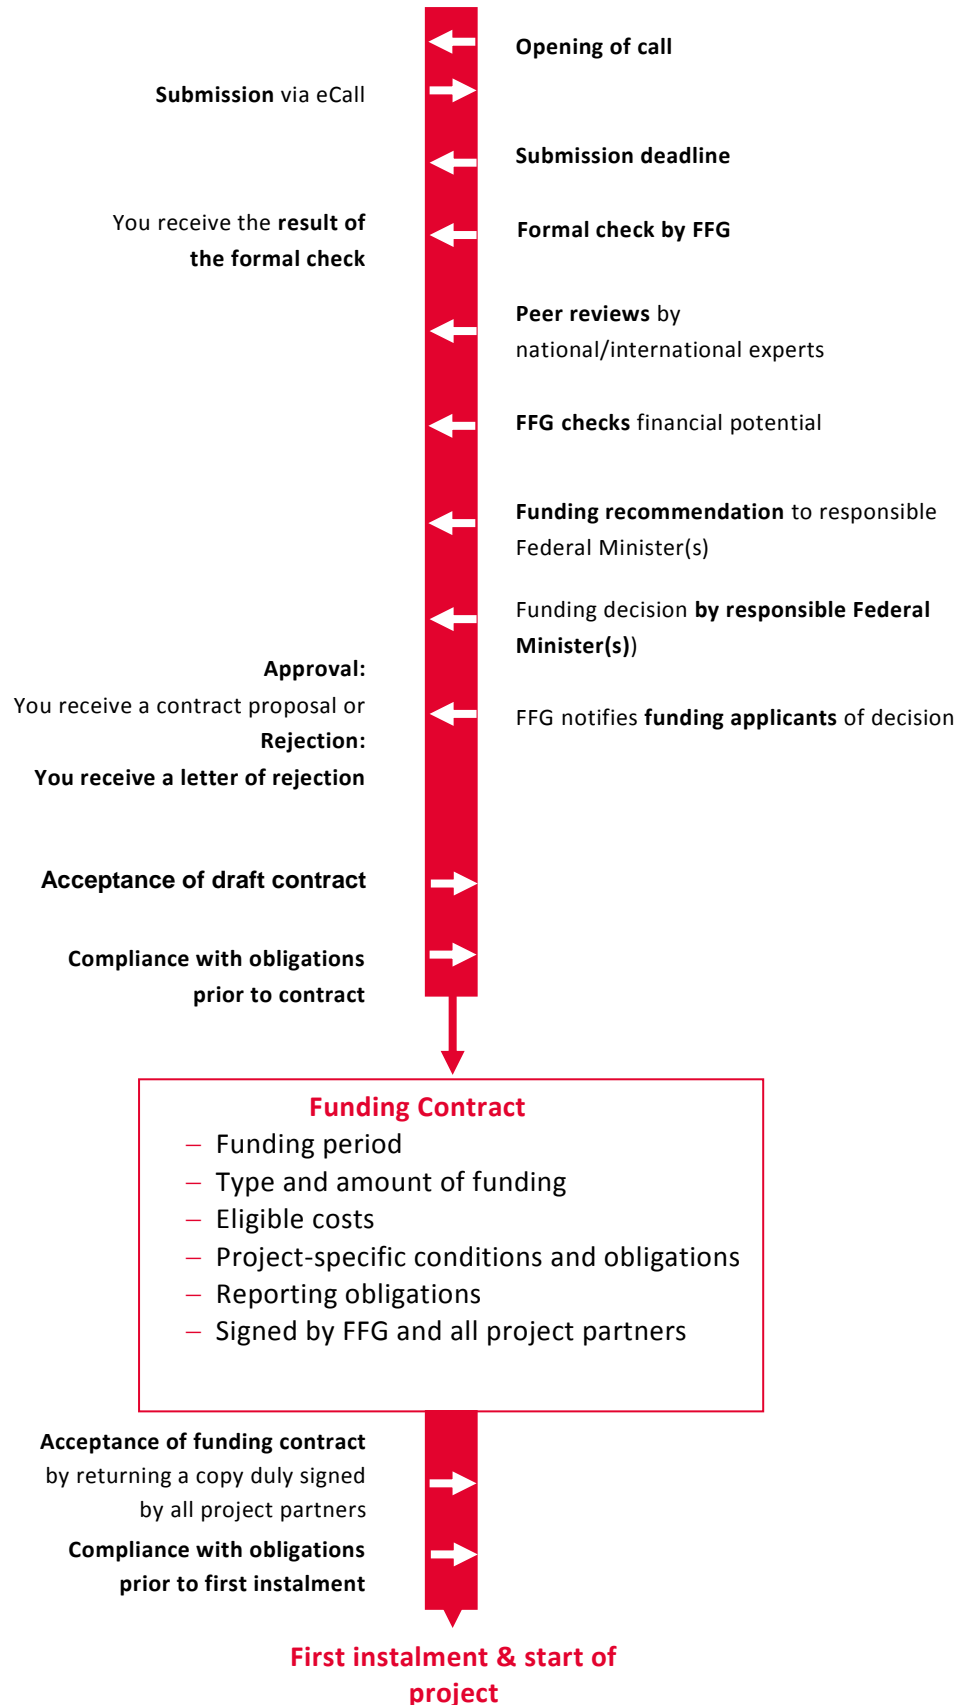 Opening of call
Submission via eCall
Submission deadline
You receive the result of
the formal check
Formal check by FFG
Peer reviews by
national/international experts
FFG checks financial potential
Funding recommendation to responsible
Federal Minister(s)
Funding decision by responsible Federal
Minister(s))
Approval:
You receive a contract proposal or
Rejection:
You receive a letter of rejection
FFG notifies funding applicants of decision
Acceptance of draft contract
Compliance with obligations
prior to contract
Funding Contract
– Funding period
– Type and amount of funding
– Eligible costs
– Project-specific conditions and obligations
– Reporting obligations
– Signed by FFG and all project partners
Acceptance of funding contract
by returning a copy duly signed
by all project partners
Compliance with obligations
prior to first instalment
First instalment & start of
project